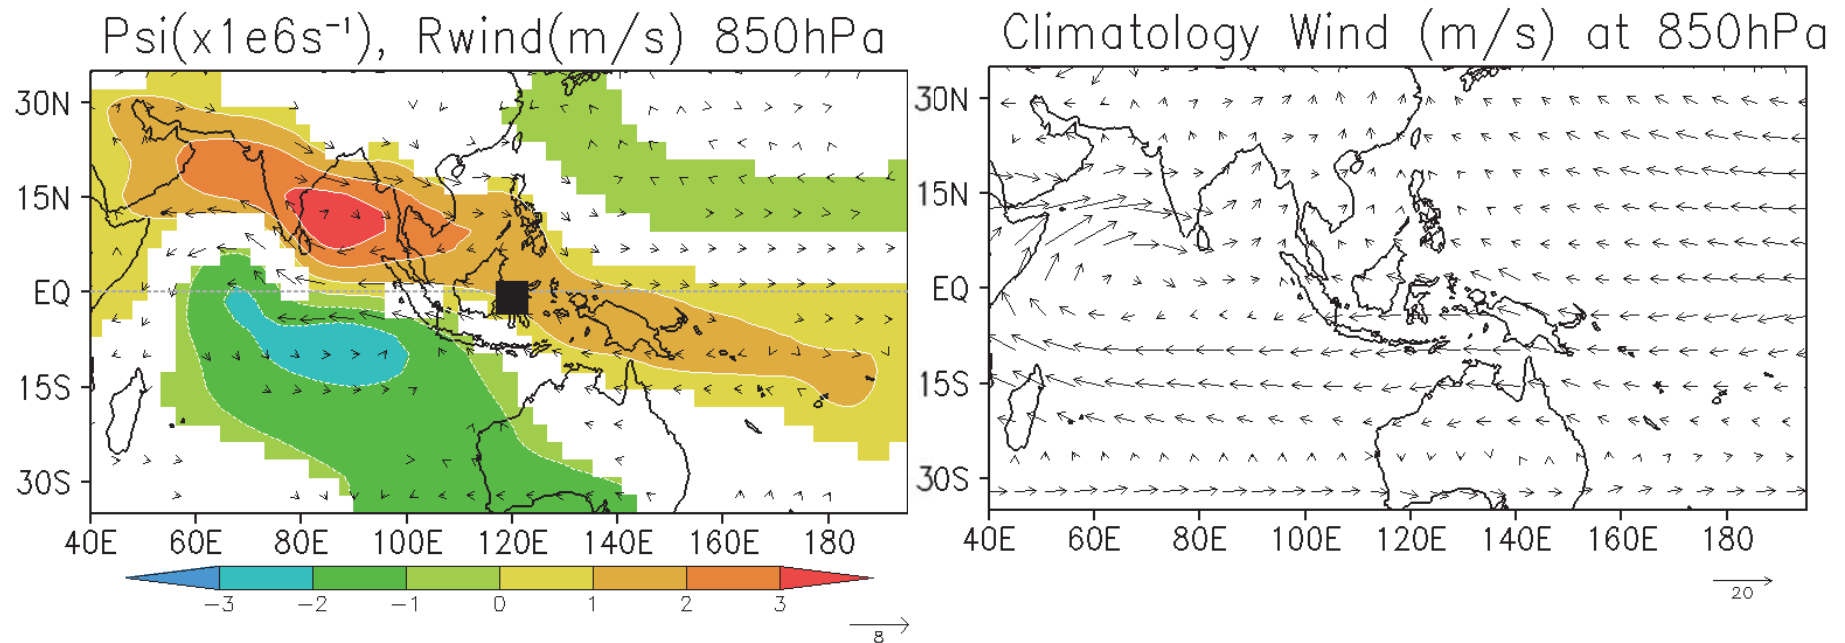 Psi(x1e6s⁻¹), Rwind(m/s) 850hPa
30N
15N
EQ
15S
30S
40E 60E 80E 100E 120E 140E 160E 180
−3 −2 −1 0 1 2 3
8
Climatology Wind (m/s) at 850hPa
30N
15N
EQ
15S
30S
40E 60E 80E 100E 120E 140E 160E 180
20